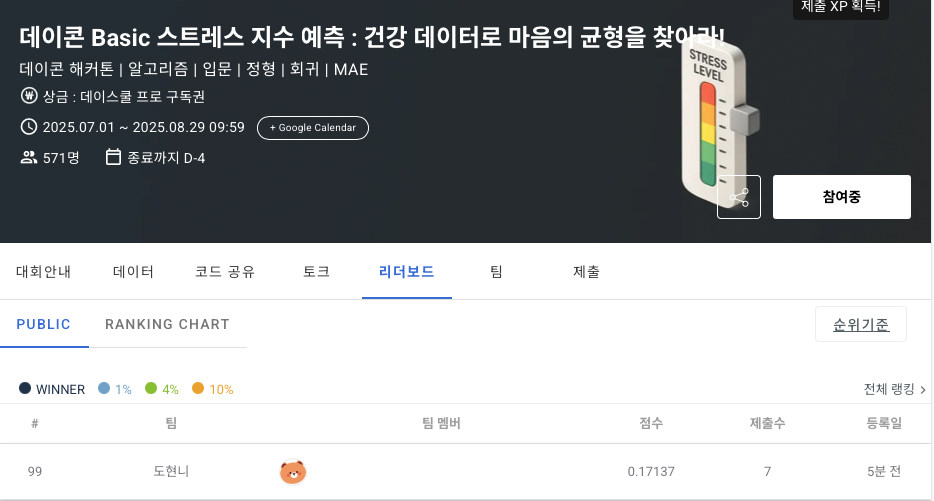 제출 XP 획득!
데이콘 Basic 스트레스 지수 예측 : 건강 데이터로 마음의 균형을 찾아라!
데이콘 해커톤 | 알고리즘 | 입문 | 정형 | 회귀 | MAE
STRESS
LEVEL
₩ 상금 : 데이스쿨 프로 구독권
2025.07.01 ~ 2025.08.29 09:59 + Google Calendar
571명 종료까지 D-4
참여중
대회안내 데이터 코드 공유 토크 리더보드 팀 제출
PUBLIC RANKING CHART 순위기준
WINNER 1% 4% 10% 전체 랭킹 >
# 팀 팀 멤버 점수 제출수 등록일
99 도현니 0.17137 7 5분 전